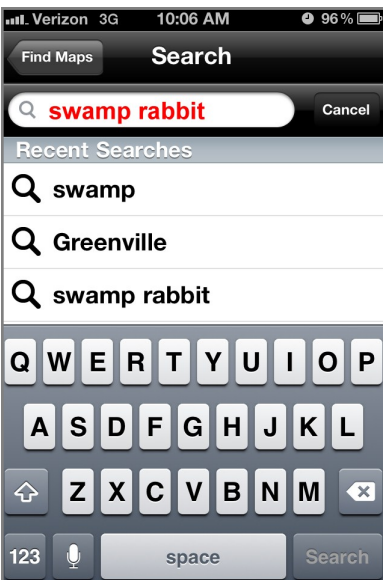 Verizon 3G 10:06 AM 96%
Find Maps Search
swamp rabbit Cancel
Recent Searches
swamp
Greenville
swamp rabbit
Q W E R T Y U I O P
A S D F G H J K L
Z X C V B N M
123 space Search